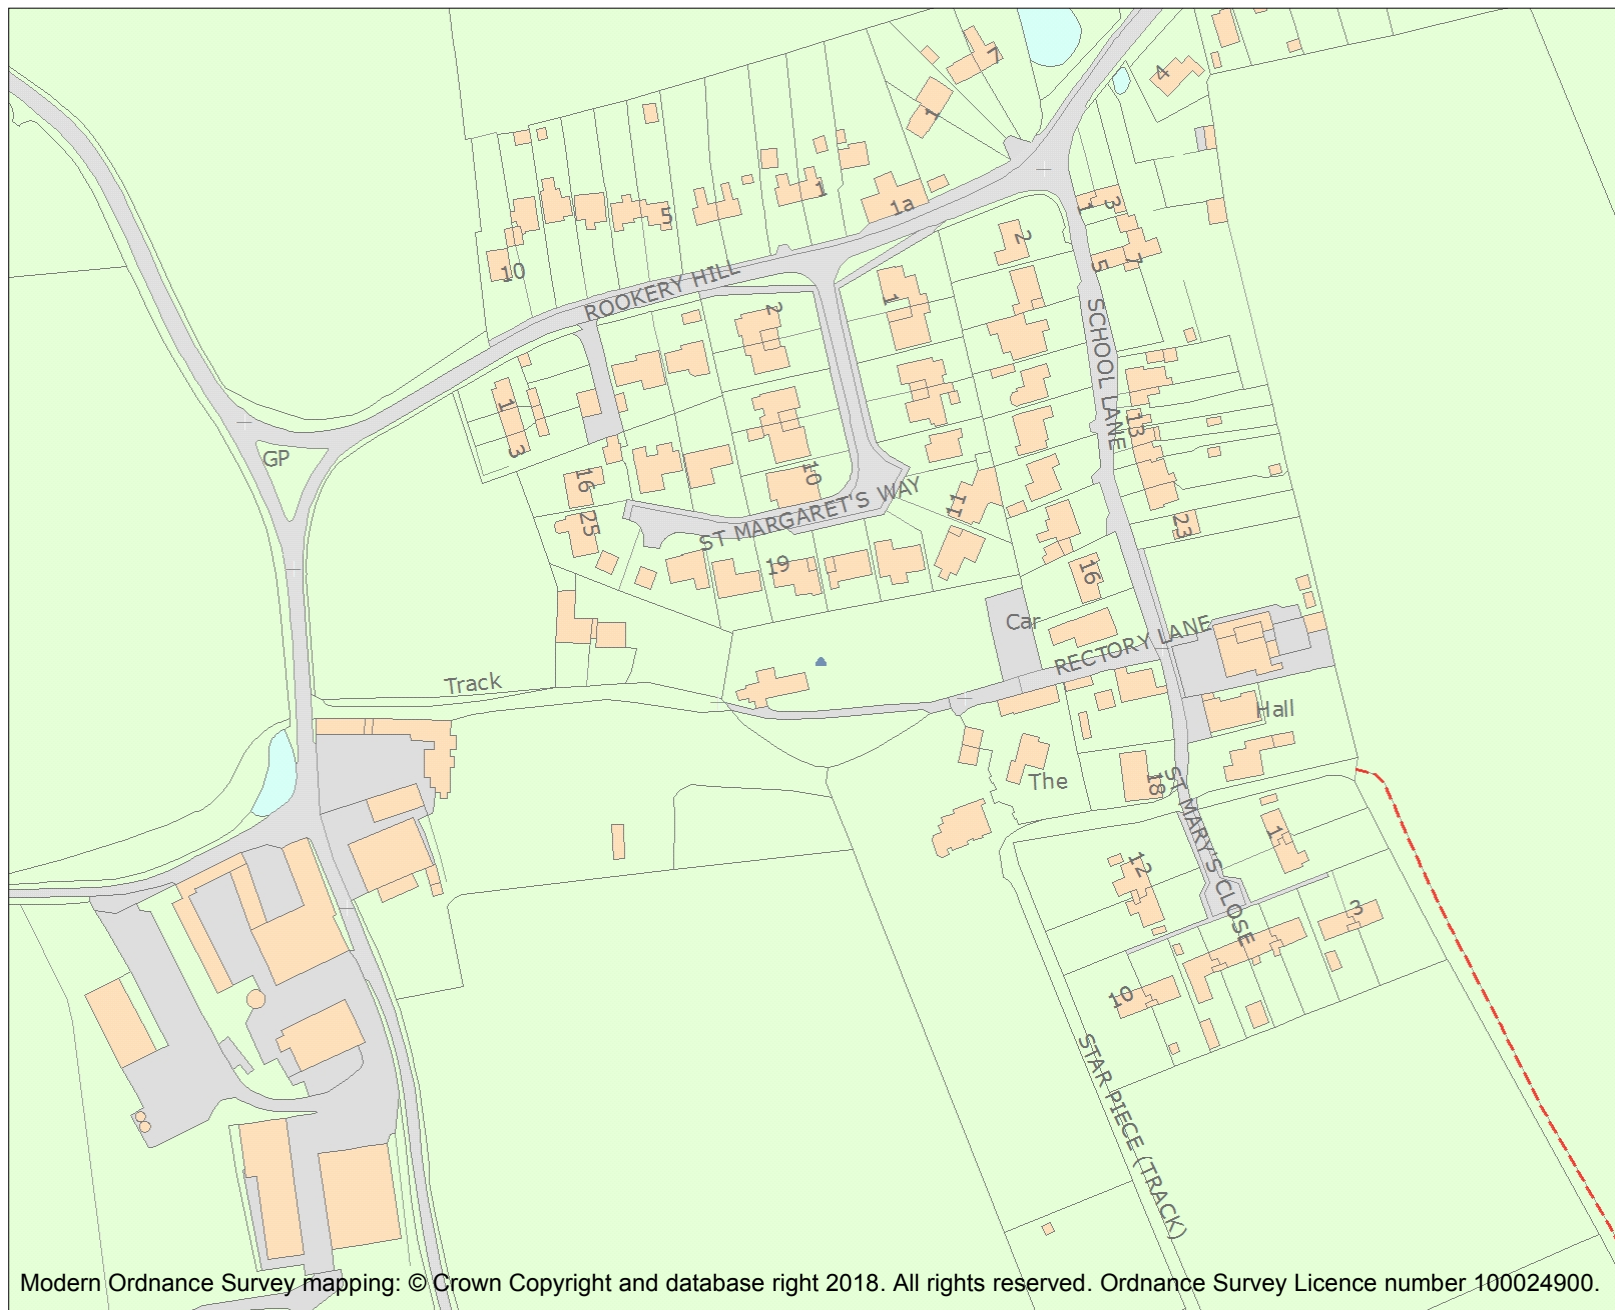 7
4
1
1
1a
3
1
5
2
7
5
10
ROOKERY HILL
2
1
SCHOOL LANE
1
3
13
GP
16
10
11
ST MARGARET'S WAY
25
23
19
16
Car
RECTORY LANE
Track
Hall
The
18
ST MARY'S CLOSE
1
12
3
10
STAR PIECE (TRACK)
Modern Ordnance Survey mapping: © Crown Copyright and database right 2018. All rights reserved. Ordnance Survey Licence number 100024900.